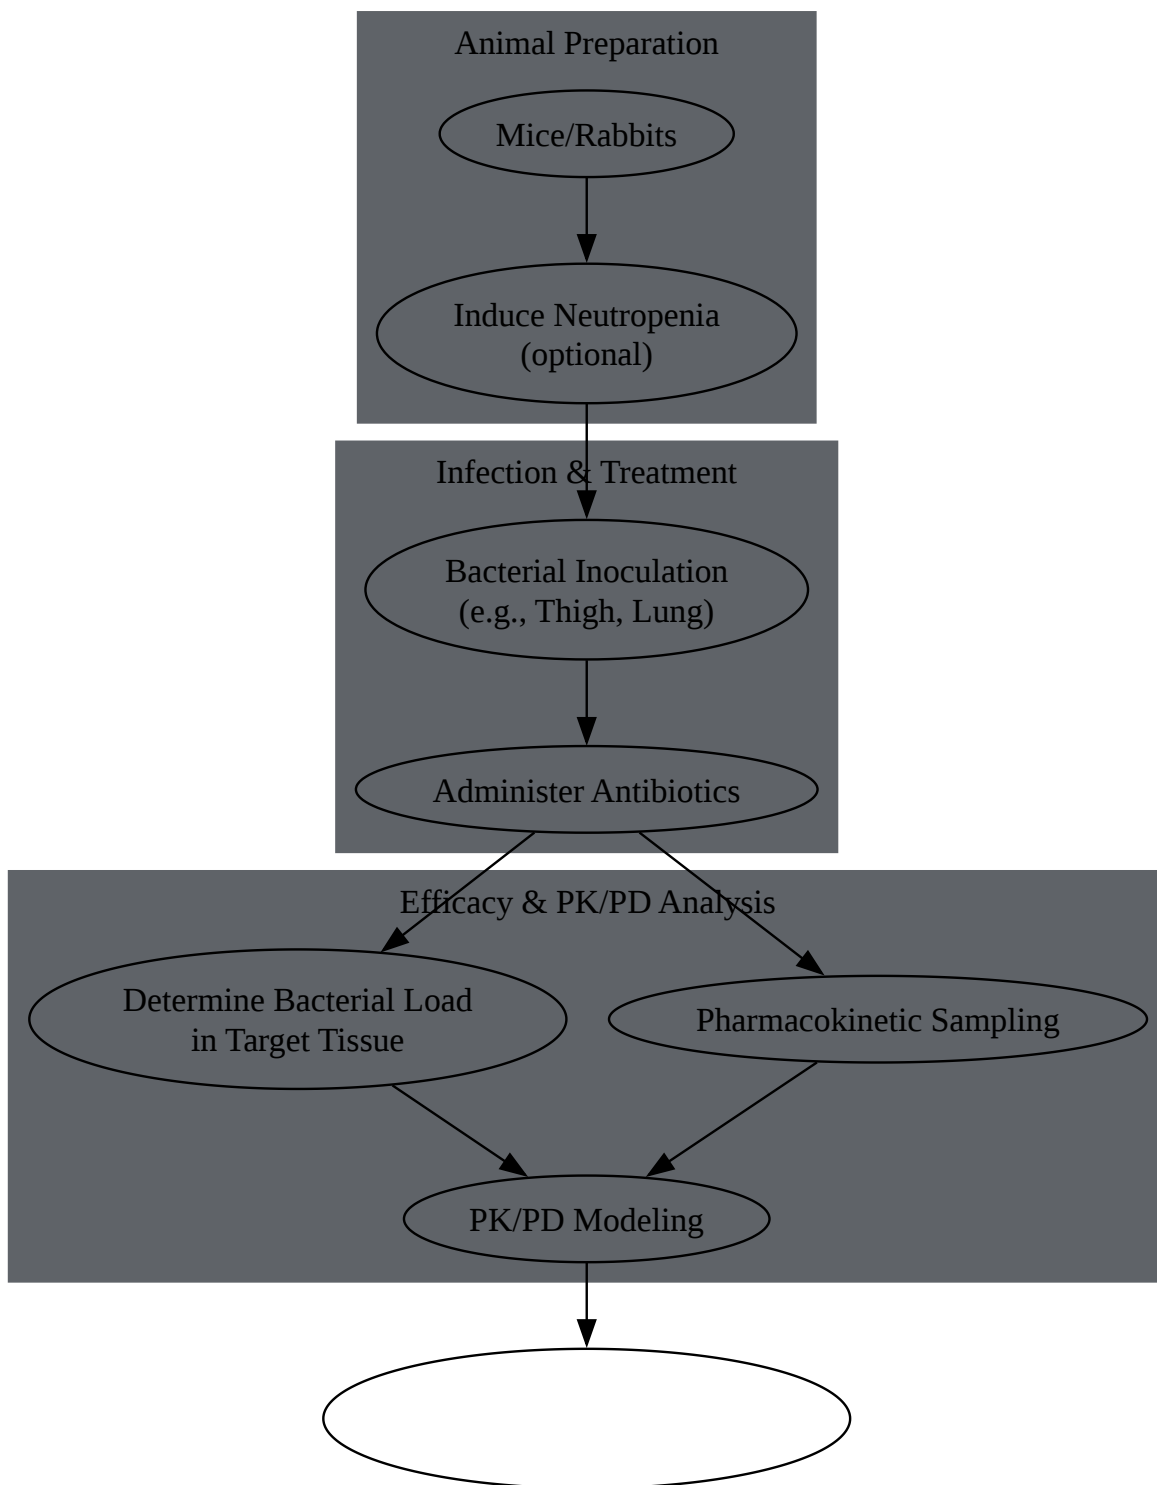 Animal Preparation
Mice/Rabbits
Induce Neutropenia
(optional)
Infection & Treatment
Bacterial Inoculation
(e.g., Thigh, Lung)
Administer Antibiotics
Efficacy & PK/PD Analysis
Determine Bacterial Load
in Target Tissue
Pharmacokinetic Sampling
PK/PD Modeling